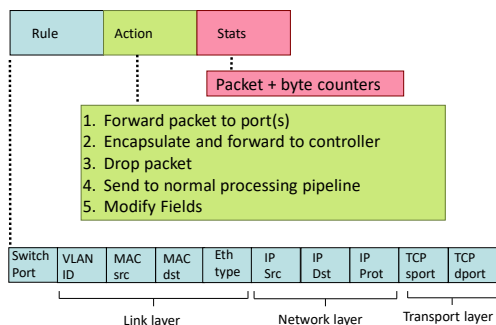 Rule Action Stats
Packet + byte counters
1. Forward packet to port(s)
2. Encapsulate and forward to controller
3. Drop packet
4. Send to normal processing pipeline
5. Modify Fields
Switch VLAN MAC MAC Eth IP IP IP TCP TCP
Port ID src dst type Src Dst Prot sport dport
Link layer Network layer Transport layer